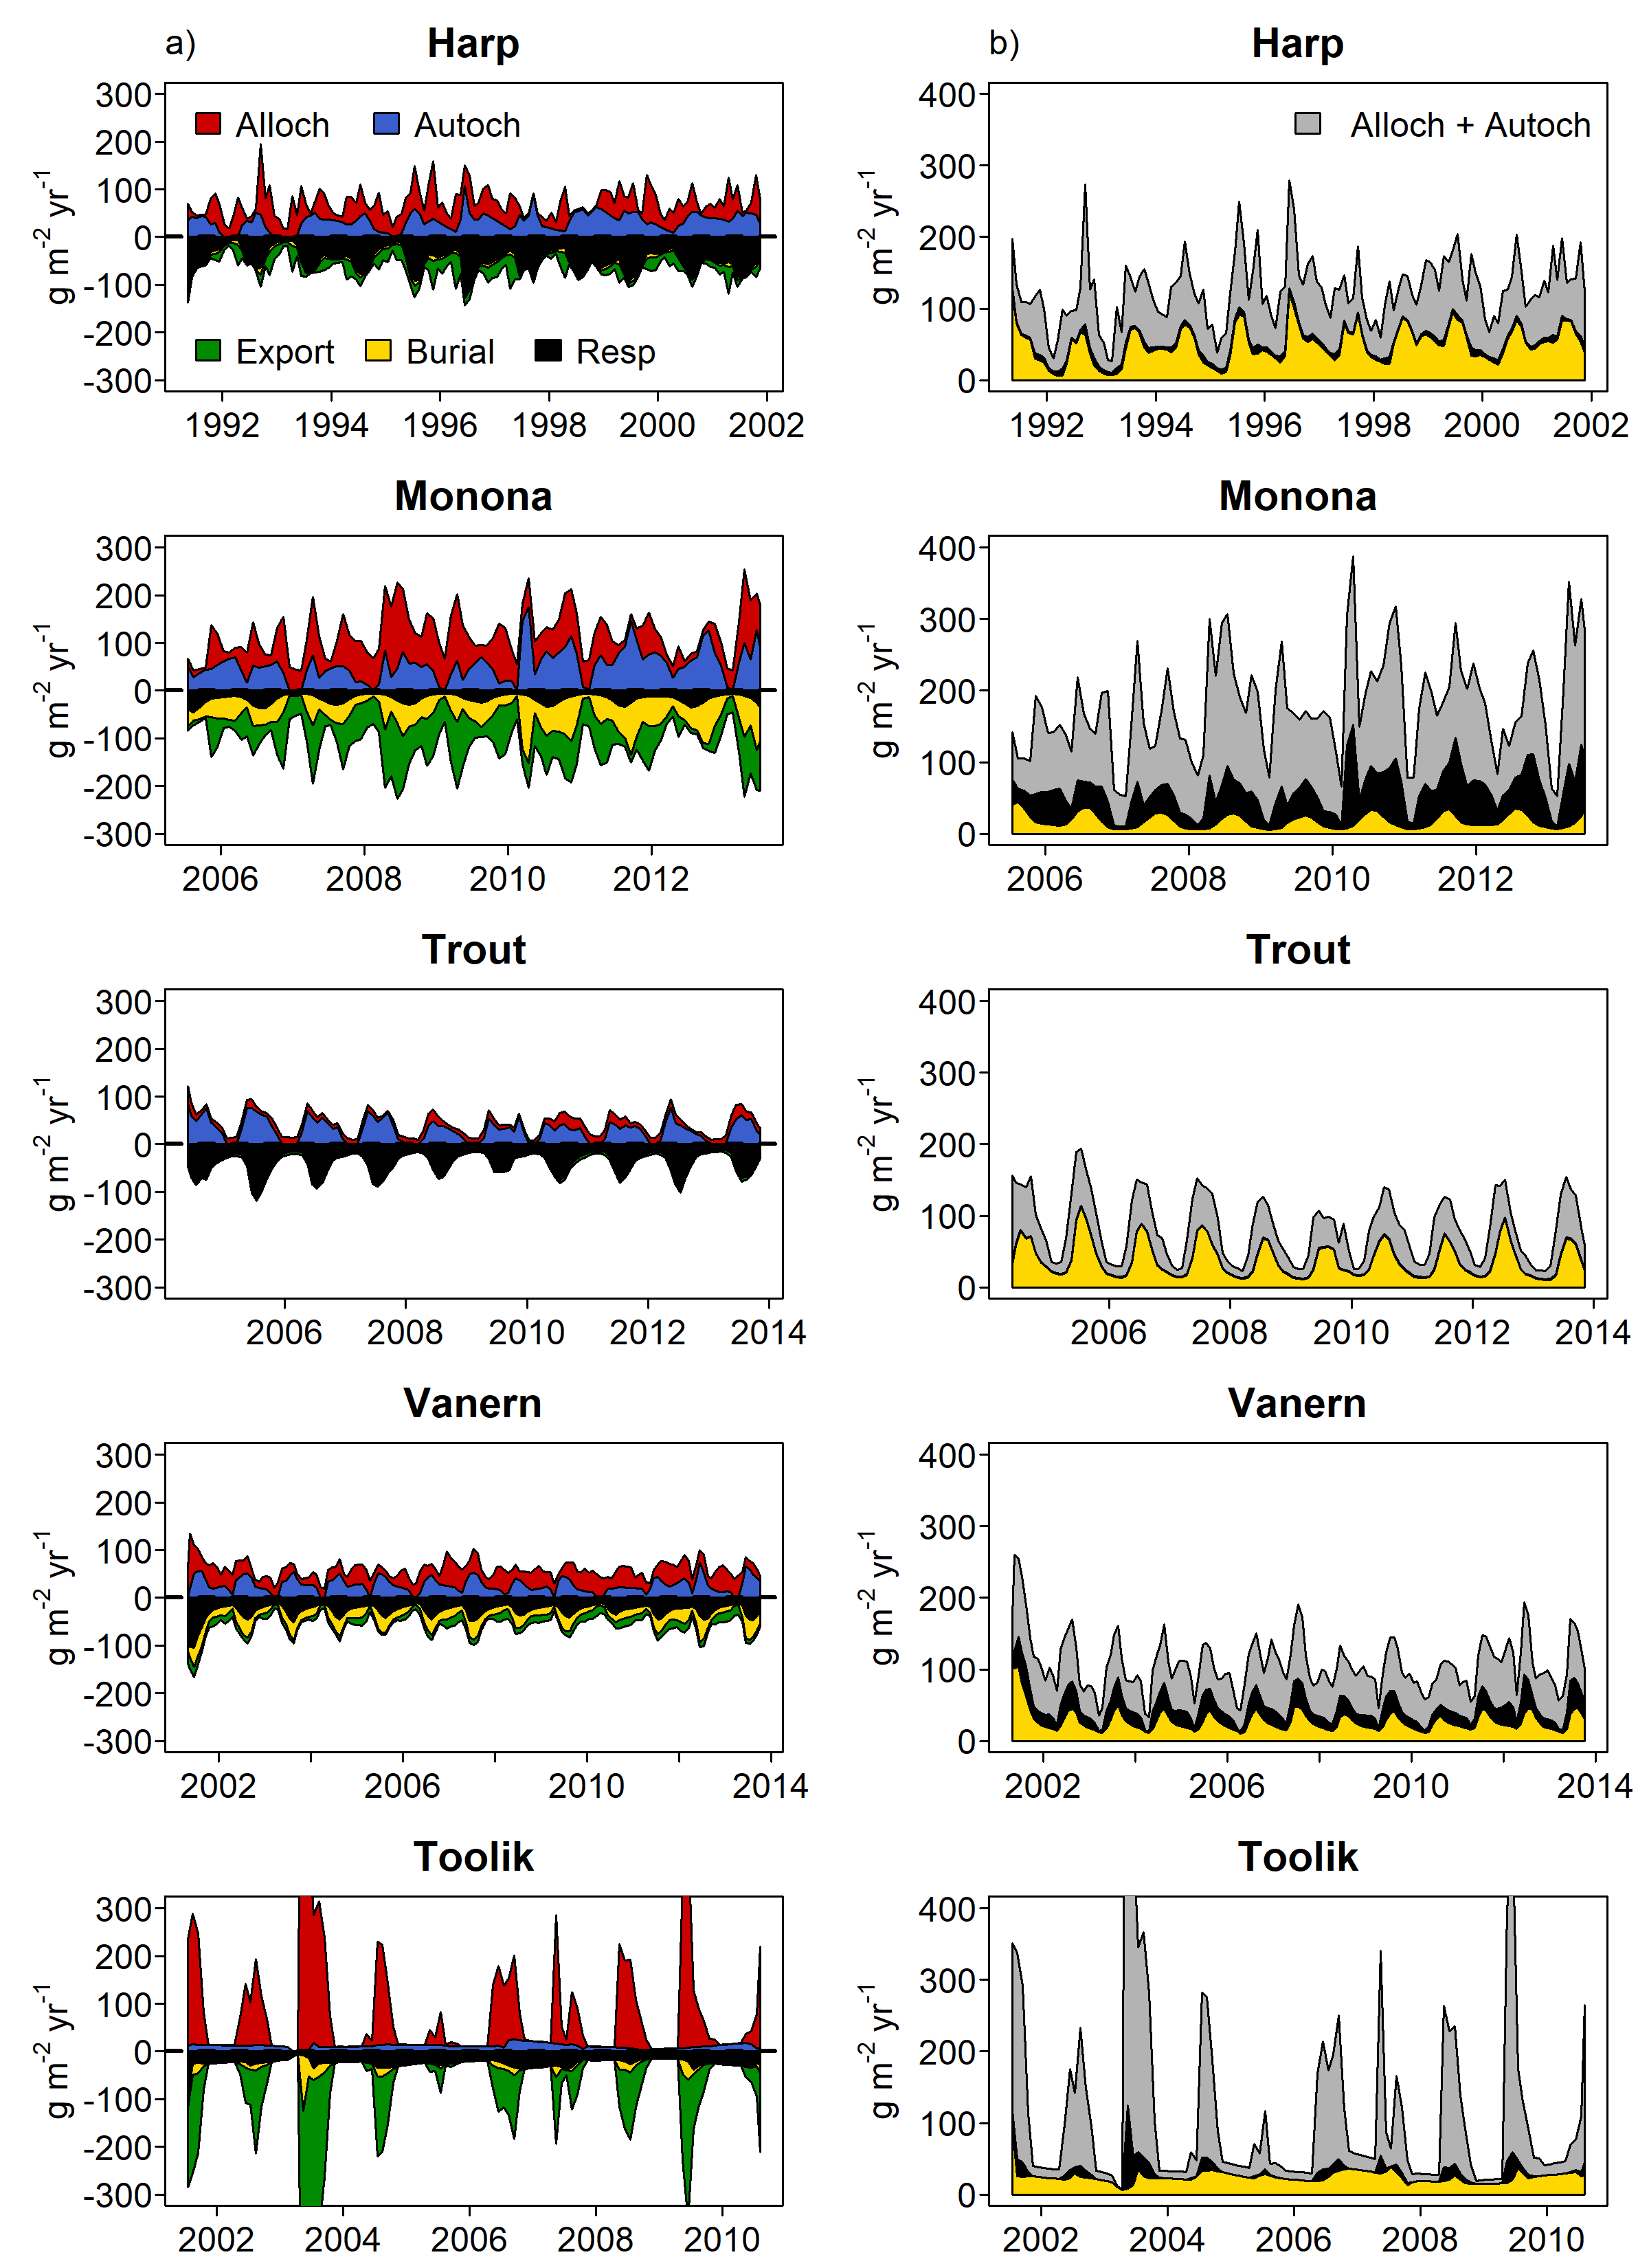 a) Harp
300
200
100
0
-100
-200
-300
g m-2 yr-1
Alloch Autoch
Export Burial Resp
1992 1994 1996 1998 2000 2002
b) Harp
400
300
200
100
0
g m-2 yr-1
Alloch + Autoch
1992 1994 1996 1998 2000 2002
Monona
300
200
100
0
-100
-200
-300
g m-2 yr-1
2006 2008 2010 2012
Monona
400
300
200
100
0
g m-2 yr-1
2006 2008 2010 2012
Trout
300
200
100
0
-100
-200
-300
g m-2 yr-1
2006 2008 2010 2012 2014
Trout
400
300
200
100
0
g m-2 yr-1
2006 2008 2010 2012 2014
Vanern
300
200
100
0
-100
-200
-300
g m-2 yr-1
2002 2006 2010 2014
Vanern
400
300
200
100
0
g m-2 yr-1
2002 2006 2010 2014
Toolik
300
200
100
0
-100
-200
-300
g m-2 yr-1
2002 2004 2006 2008 2010
Toolik
400
300
200
100
0
g m-2 yr-1
2002 2004 2006 2008 2010